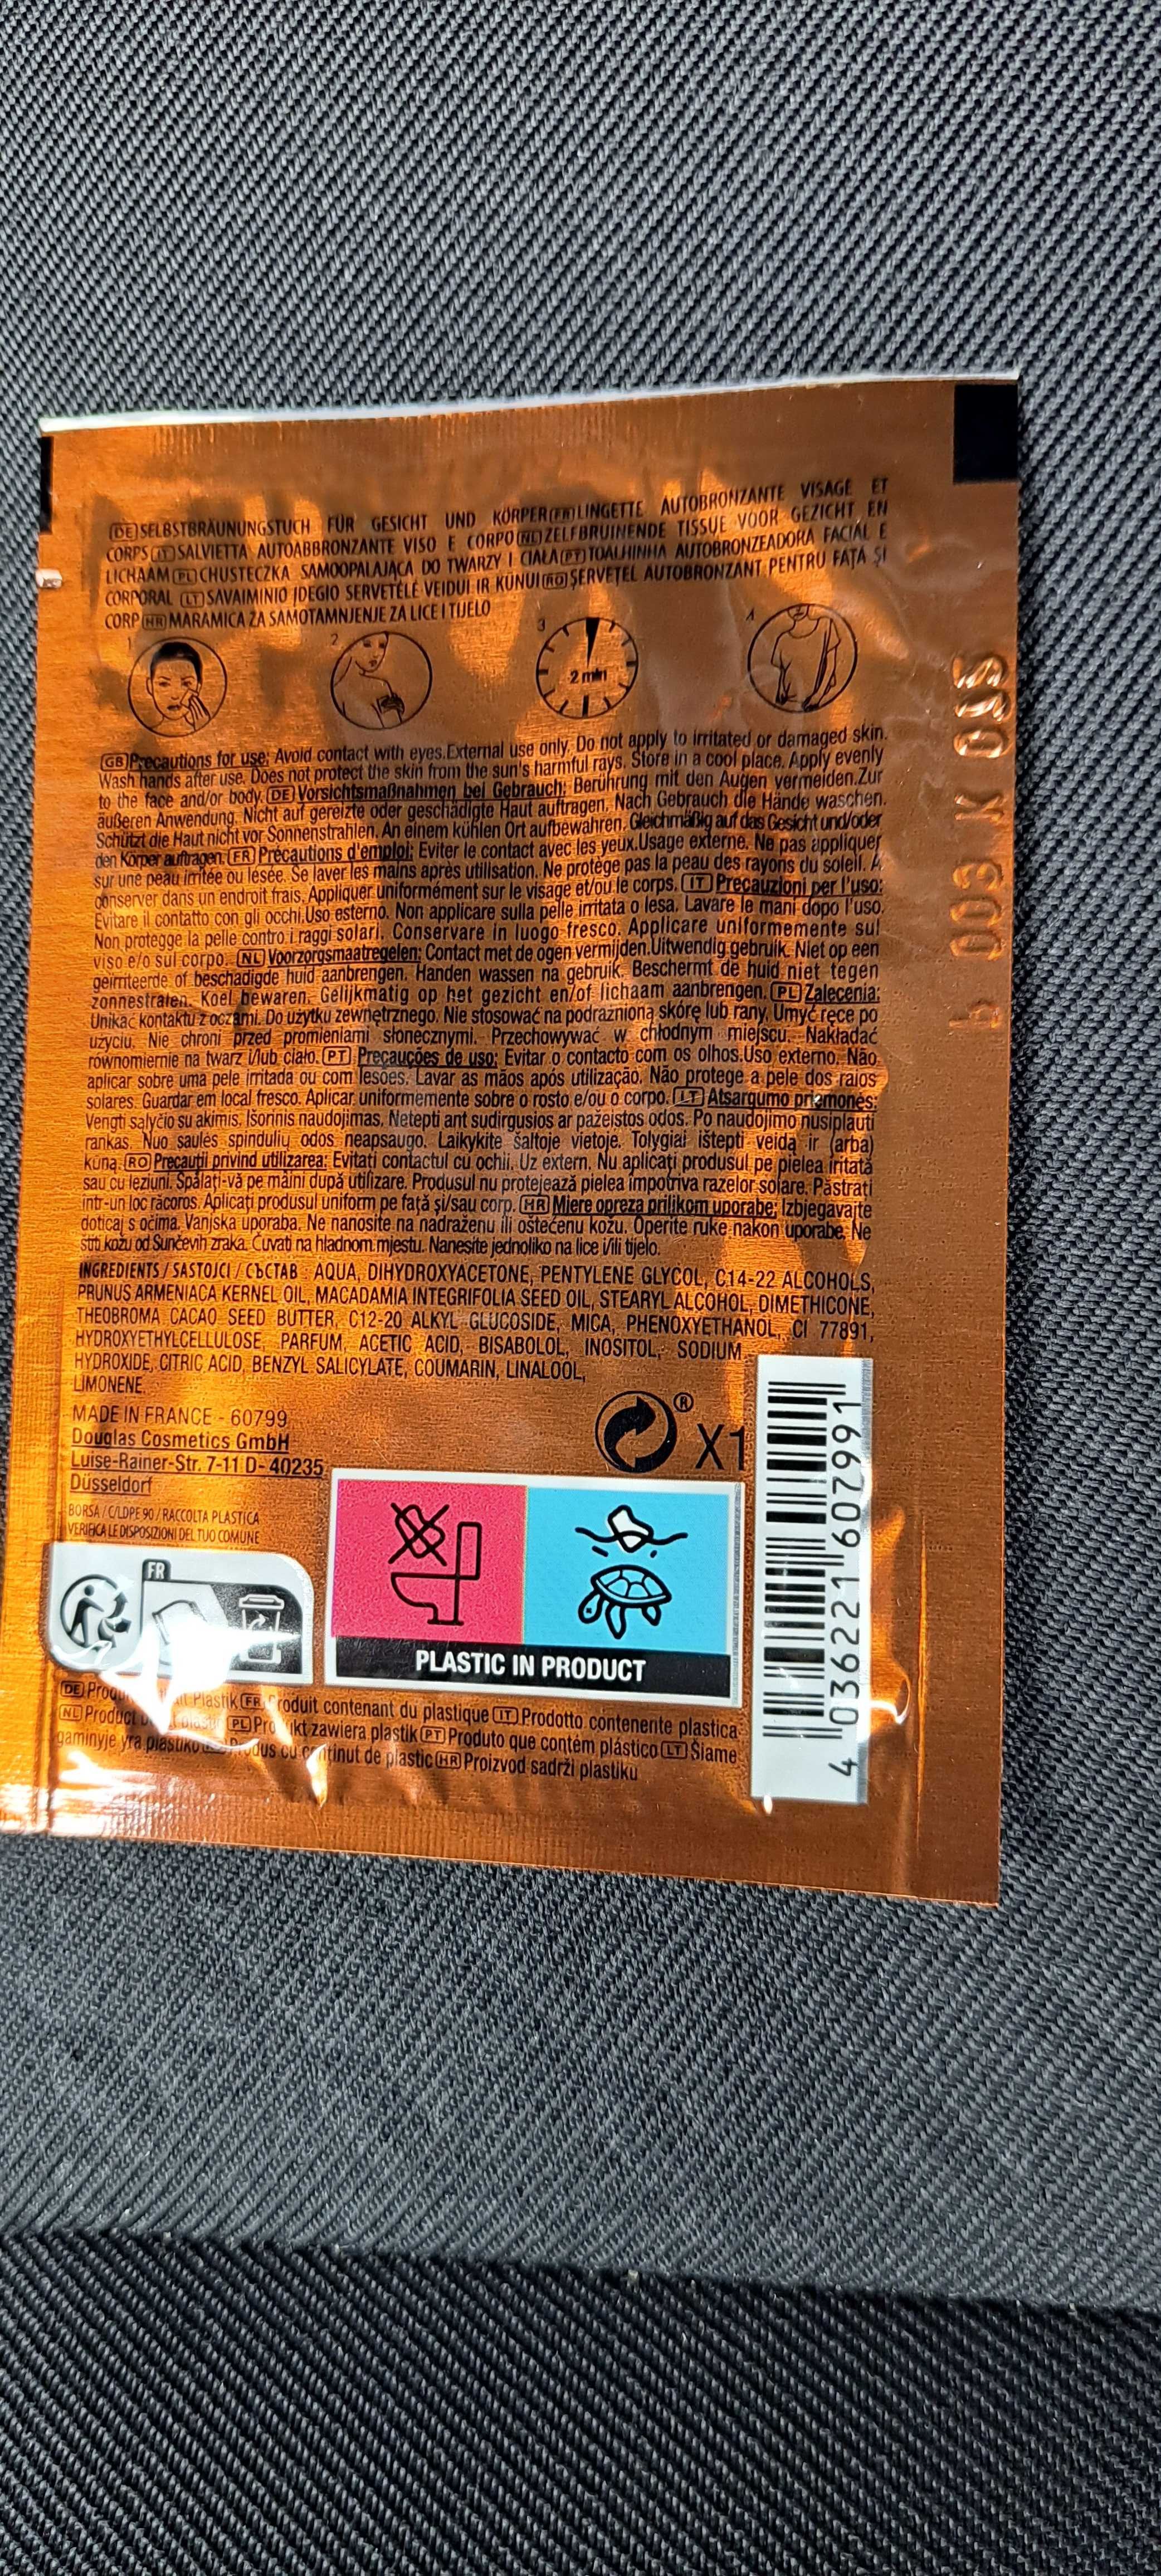 DE SELBSTBRÄUNUNGSTUCH FÜR GESICHT UND KÖRPER FR LINGETTE AUTOBRONZANTE VISAGE ET
CORPS IT SALVIETTA AUTOABBRONZANTE VISO E CORPO NL ZELFBRUINENDE TISSUE VOOR GEZICHT EN
LICHAAM PL CHUSTECZKA SAMOOPALAJĄCA DO TWARZY I CIAŁA PT TOALHINHA AUTOBRONZEADORA FACIAL E
CORPORAL LT SAVAIMINIO ĮDEGIO SERVETĖLĖ VEIDUI IR KŪNUI RO ȘERVEȚEL AUTOBRONZANT PENTRU FAȚĂ ȘI
CORP HR MARAMICA ZA SAMOTAMNJENJE ZA LICE I TIJELO
1 2 3 4
2 min
GB Precautions for use: Avoid contact with eyes.External use only. Do not apply to irritated or damaged skin.
Wash hands after use. Does not protect the skin from the sun's harmful rays. Store in a cool place. Apply evenly
to the face and/or body. DE Vorsichtsmaßnahmen bei Gebrauch: Berührung mit den Augen vermeiden.Zur
äußeren Anwendung. Nicht auf gereizte oder geschädigte Haut auftragen. Nach Gebrauch die Hände waschen.
Schützt die Haut nicht vor Sonnenstrahlen. An einem kühlen Ort aufbewahren. Gleichmäßig auf das Gesicht und/oder
den Körper auftragen. FR Précautions d'emploi: Eviter le contact avec les yeux.Usage externe. Ne pas appliquer
sur une peau irritée ou lésée. Se laver les mains après utilisation. Ne protège pas la peau des rayons du soleil. A
conserver dans un endroit frais. Appliquer uniformément sur le visage et/ou le corps. IT Precauzioni per l'uso:
Evitare il contatto con gli occhi.Uso esterno. Non applicare sulla pelle irritata o lesa. Lavare le mani dopo l'uso.
Non protegge la pelle contro i raggi solari. Conservare in luogo fresco. Applicare uniformemente sul
viso e/o sul corpo. NL Voorzorgsmaatregelen: Contact met de ogen vermijden.Uitwendig gebruik. Niet op een
geïrriteerde of beschadigde huid aanbrengen. Handen wassen na gebruik. Beschermt de huid niet tegen
zonnestralen. Koel bewaren. Gelijkmatig op het gezicht en/of lichaam aanbrengen. PL Zalecenia:
Unikać kontaktu z oczami. Do użytku zewnętrznego. Nie stosować na podrażnioną skórę lub rany. Umyć ręce po
użyciu. Nie chroni przed promieniami słonecznymi. Przechowywać w chłodnym miejscu. Nakładać
równomiernie na twarz i/lub ciało. PT Precauções de uso: Evitar o contacto com os olhos.Uso externo. Não
aplicar sobre uma pele irritada ou com lesões. Lavar as mãos após utilização. Não protege a pele dos raios
solares. Guardar em local fresco. Aplicar uniformemente sobre o rosto e/ou o corpo. LT Atsargumo priemonės:
Vengti sąlyčio su akimis. Išorinis naudojimas. Netepti ant sudirgusios ar pažeistos odos. Po naudojimo nusiplauti
rankas. Nuo saulės spindulių odos neapsaugo. Laikykite šaltoje vietoje. Tolygiai ištepti veidą ir (arba)
kūną. RO Precauții privind utilizarea: Evitați contactul cu ochii. Uz extern. Nu aplicați produsul pe pielea iritată
sau cu leziuni. Spălați-vă pe mâini după utilizare. Produsul nu protejează pielea împotriva razelor solare. Păstrați
într-un loc răcoros. Aplicați produsul uniform pe față și/sau corp. HR Mjere opreza prilikom uporabe: Izbjegavajte
doticaj s očima. Vanjska uporaba. Ne nanosite na nadraženu ili oštećenu kožu. Operite ruke nakon uporabe. Ne
štiti kožu od Sunčevih zraka. Čuvati na hladnom mjestu. Nanesite jednoliko na lice i/ili tijelo.
INGREDIENTS / SASTOJCI / СЪСТАВ : AQUA, DIHYDROXYACETONE, PENTYLENE GLYCOL, C14-22 ALCOHOLS,
PRUNUS ARMENIACA KERNEL OIL, MACADAMIA INTEGRIFOLIA SEED OIL, STEARYL ALCOHOL, DIMETHICONE,
THEOBROMA CACAO SEED BUTTER, C12-20 ALKYL GLUCOSIDE, MICA, PHENOXYETHANOL, CI 77891,
HYDROXYETHYLCELLULOSE, PARFUM, ACETIC ACID, BISABOLOL, INOSITOL, SODIUM
HYDROXIDE, CITRIC ACID, BENZYL SALICYLATE, COUMARIN, LINALOOL,
LIMONENE.
MADE IN FRANCE - 60799
Douglas Cosmetics GmbH
Luise-Rainer-Str. 7-11 D- 40235
Düsseldorf
BORSA / C/LDPE 90 / RACCOLTA PLASTICA
VERIFICA LE DISPOSIZIONI DEL TUO COMUNE
® X1
FR
PLASTIC IN PRODUCT
4 036221 607991
DE Plastik FR Produit contenant du plastique IT Prodotto contenente plastica
NL Product PL Produkt zawiera plastik PT Produto que contém plástico LT Šiame
gaminyje yra plastiko Produs cu conținut de plastic HR Proizvod sadrži plastiku